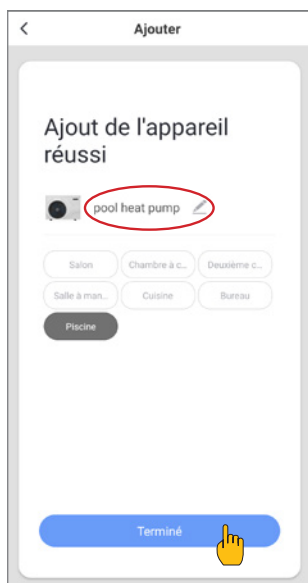 Ajouter
Ajout de l'appareil
réussi
pool heat pump
Salon Chambre à c... Deuxième c...
Salle à man... Cuisine Bureau
Piscine
Terminé